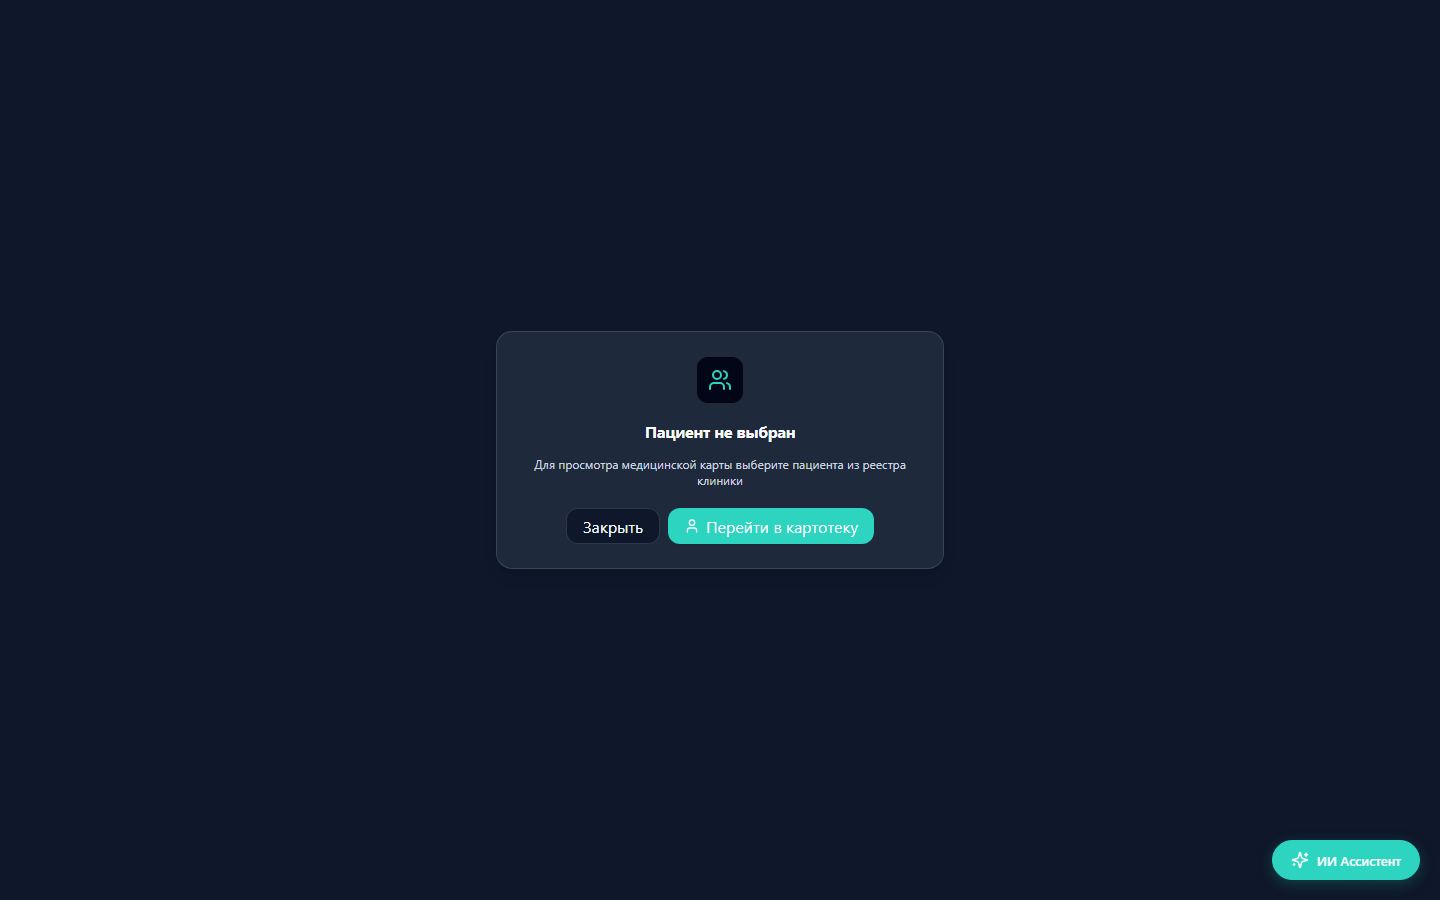 Пациент не выбран
Для просмотра медицинской карты выберите пациента из реестра
клиники
Закрыть
Перейти в картотеку
ИИ Ассистент